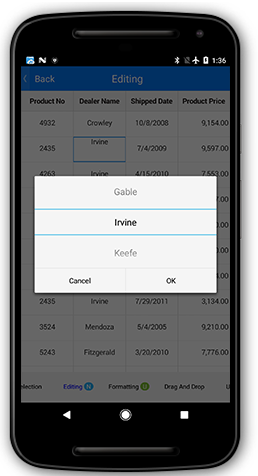 1:36
Back Editing
Product No Dealer Name Shipped Date Product Price
4932 Crowley 10/8/2008 9,154.00
2435 Irvine 7/4/2009 9,597.00
4263 Irvine 4/15/2010 7,553.00
Gable
Irvine
Keefe
Cancel OK
2435 Irvine 7/29/2011 3,134.00
3524 Mendoza 5/4/2005 9,210.00
5243 Fitzgerald 3/20/2010 7,776.00
election Editing N Formatting U Drag And Drop U